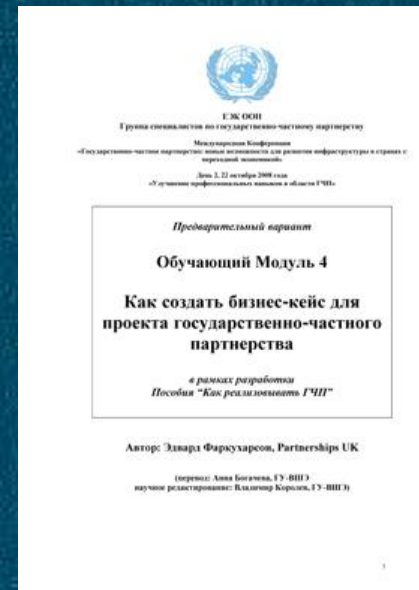 ЕЭК ООН
Группа специалистов по государственно-частному партнерству
Международная Конференция
«Государственно-частное партнерство: новые возможности для развития инфраструктуры в странах с
переходной экономикой»
День 2, 22 октября 2008 года
«Улучшение профессиональных навыков в области ГЧП»
Предварительный вариант
Обучающий Модуль 4
Как создать бизнес-кейс для
проекта государственно-частного
партнерства
в рамках разработки
Пособия “Как реализовывать ГЧП”
Автор: Эдвард Фаркухарсон, Partnerships UK
(перевод: Анна Богачева, ГУ-ВШЭ
научное редактирование: Владимир Королев, ГУ-ВШЭ)
1